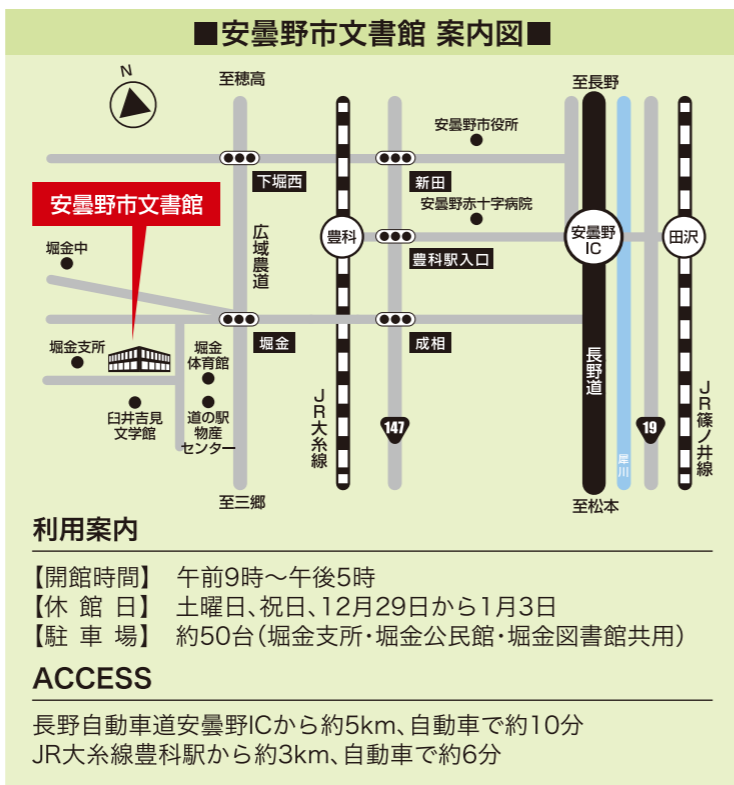 ■安曇野市文書館 案内図■
N
至穂高
至長野
安曇野市役所
下堀西
新田
安曇野市文書館
安曇野赤十字病院
広域農道
豊科
安曇野
IC
田沢
堀金中
豊科駅入口
堀金支所
堀金
体育館
堀金
成相
長野道
JR大糸線
JR篠ノ井線
臼井吉見
文学館
道の駅
物産
センター
147
19
犀川
至三郷
至松本
利用案内
【開館時間】 午前9時～午後5時
【休館日】 土曜日、祝日、12月29日から1月3日
【駐車場】 約50台(堀金支所・堀金公民館・堀金図書館共用)
ACCESS
長野自動車道安曇野ICから約5km、自動車で約10分
JR大糸線豊科駅から約3km、自動車で約6分